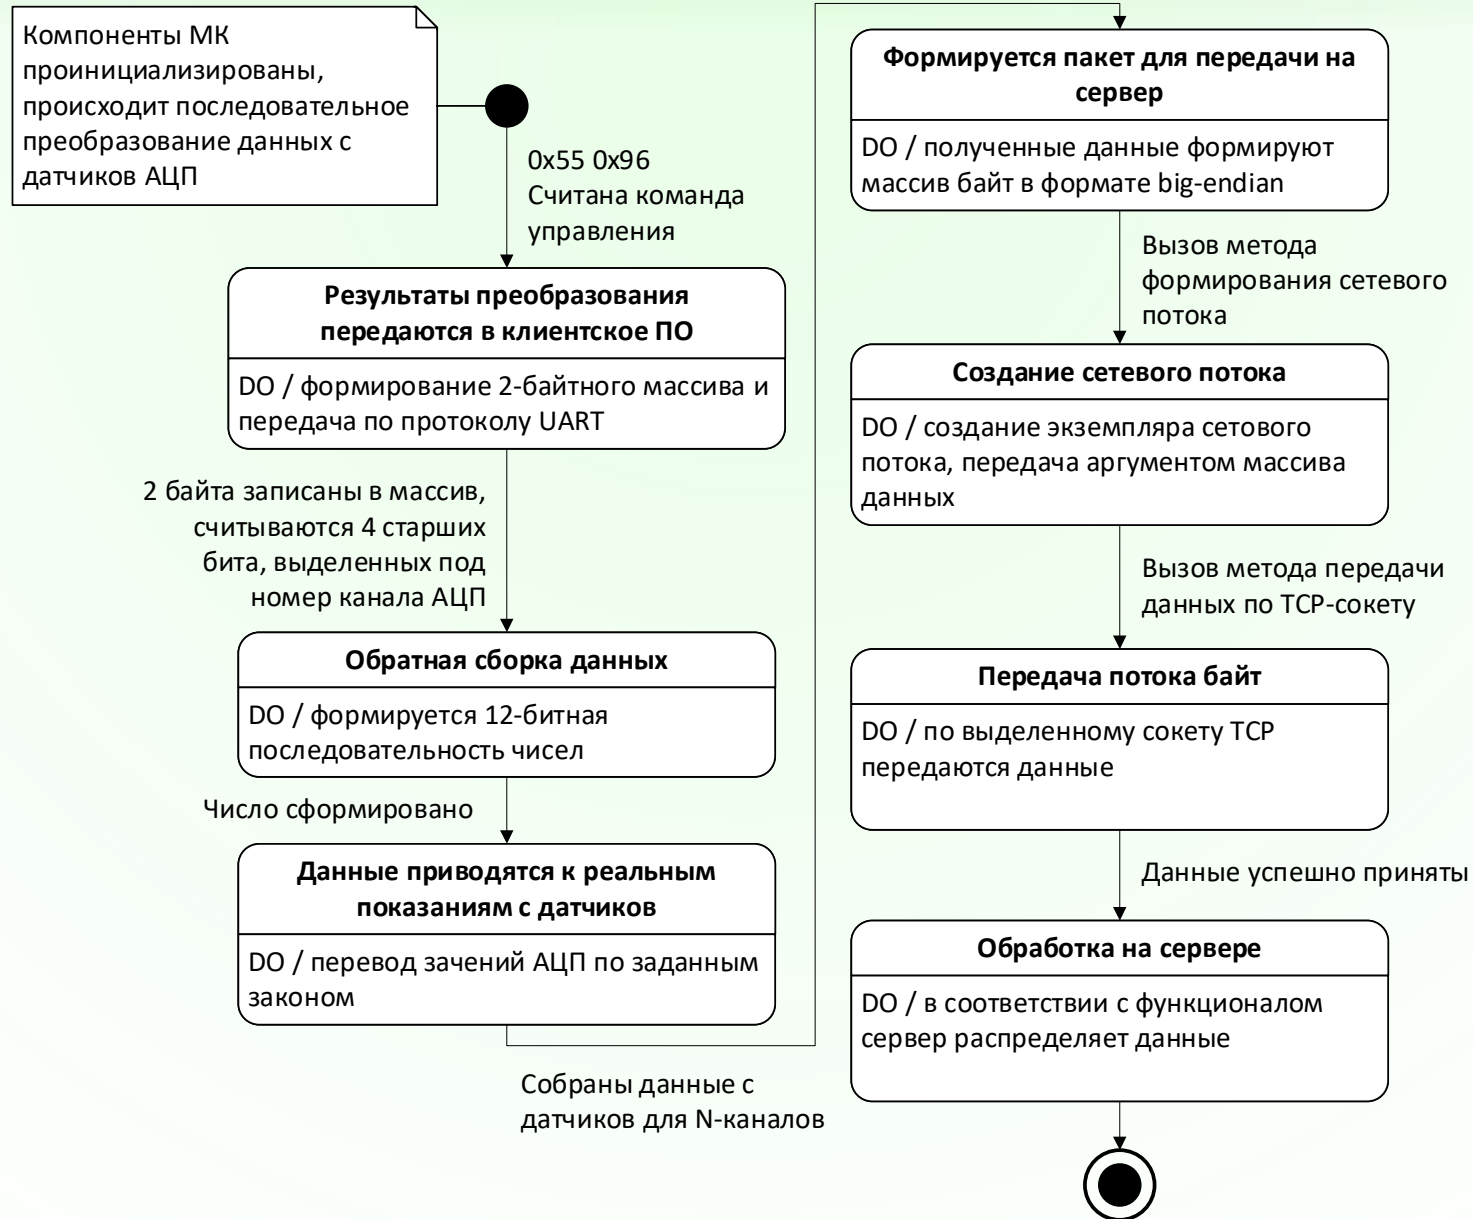 Компоненты МК
проинициализированы,
происходит последовательное
преобразование данных с
датчиков АЦП
0x55 0x96
Считана команда
управления
Результаты преобразования
передаются в клиентское ПО
DO / формирование 2-байтного массива и
передача по протоколу UART
2 байта записаны в массив,
считываются 4 старших
бита, выделенных под
номер канала АЦП
Обратная сборка данных
DO / формируется 12-битная
последовательность чисел
Число сформировано
Данные приводятся к реальным
показаниям с датчиков
DO / перевод зачений АЦП по заданным
законом
Собраны данные с
датчиков для N-каналов
Формируется пакет для передачи на
сервер
DO / полученные данные формируют
массив байт в формате big-endian
Вызов метода
формирования сетевого
потока
Создание сетевого потока
DO / создание экземпляра сетового
потока, передача аргументом массива
данных
Вызов метода передачи
данных по TCP-сокету
Передача потока байт
DO / по выделенному сокету TCP
передаются данные
Данные успешно приняты
Обработка на сервере
DO / в соответствии с функционалом
сервер распределяет данные